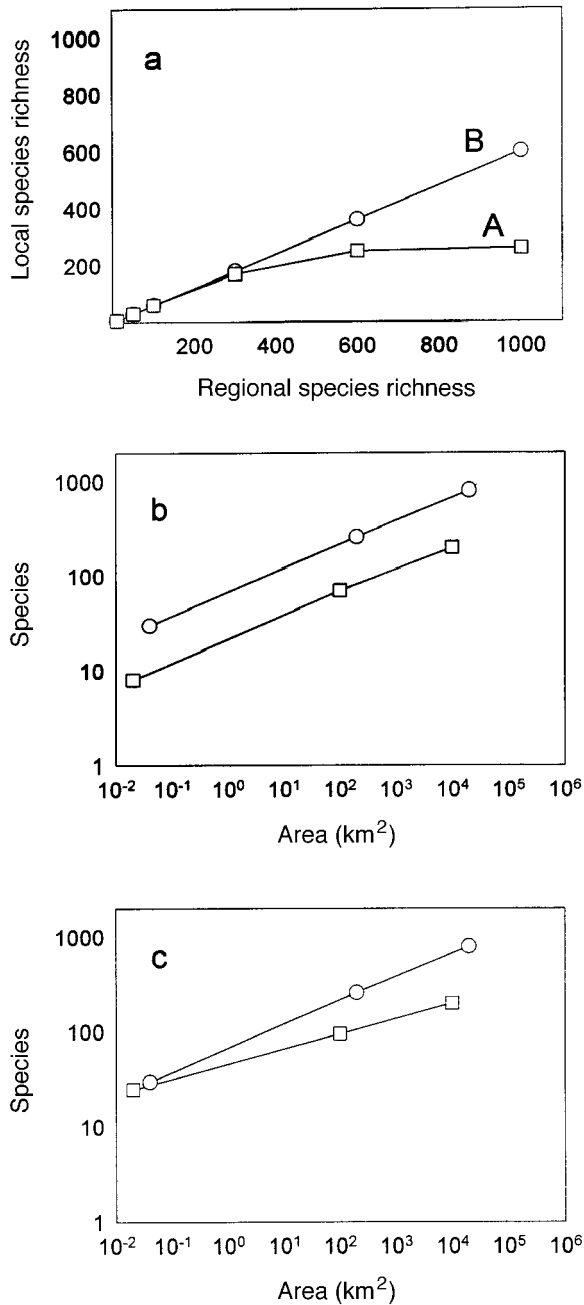 a
1000
800
600
400
200
B
A
200 400 600 800 1000
Local species richness
Regional species richness
b
1000
100
10
1
10⁻² 10⁻¹ 10⁰ 10¹ 10² 10³ 10⁴ 10⁵ 10⁶
Species
Area (km²)
c
1000
100
10
1
10⁻² 10⁻¹ 10⁰ 10¹ 10² 10³ 10⁴ 10⁵ 10⁶
Species
Area (km²)